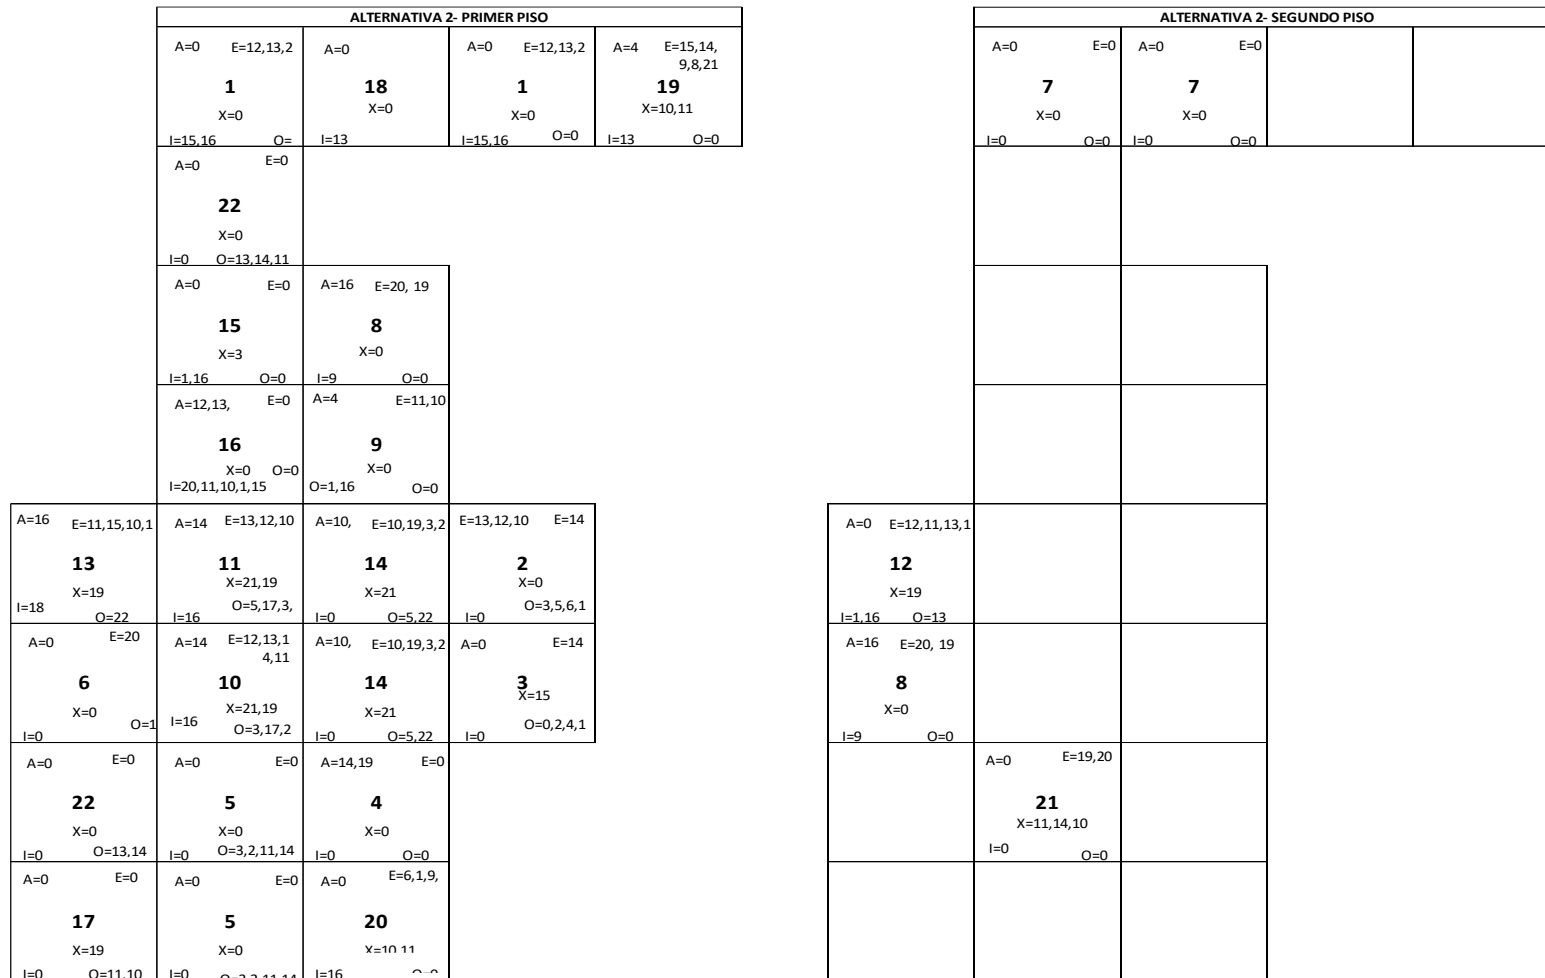 ALTERNATIVA 2- PRIMER PISO
A=0 E=12,13,2
1
X=0
I=15,16 O=
A=0
18
X=0
I=13
A=0 E=12,13,2
1
X=0
I=15,16 O=0
A=4 E=15,14,
9,8,21
19
X=10,11
I=13 O=0
A=0 E=0
22
X=0
I=0 O=13,14,11
A=0 E=0
15
X=3
I=1,16 O=0
A=16 E=20, 19
8
X=0
I=9 O=0
A=12,13, E=0
16
X=0 O=0
I=20,11,10,1,15
A=4 E=11,10
9
X=0
O=1,16 O=0
A=16 E=11,15,10,1
13
X=19
I=18
O=22
A=14 E=13,12,10
11
X=21,19
O=5,17,3,
I=16
A=10, E=10,19,3,2
14
X=21
I=0 O=5,22
E=13,12,10 E=14
2
X=0
O=3,5,6,1
I=0
A=0 E=20
6
X=0
O=1
I=0
A=14 E=12,13,1
4,11
10
X=21,19
I=16 O=3,17,2
A=10, E=10,19,3,2
14
X=21
I=0 O=5,22
A=0 E=14
3
X=15
O=0,2,4,1
I=0
A=0 E=0
22
X=0
I=0 O=13,14
A=0 E=0
5
X=0
I=0 O=3,2,11,14
A=14,19 E=0
4
X=0
I=0 O=0
A=0 E=0
17
X=19
I=0 O=11,10
A=0 E=0
5
X=0
I=0 O=3,2,11,14
A=0 E=6,1,9,
20
X=10,11
I=16 O=0
ALTERNATIVA 2- SEGUNDO PISO
A=0 E=0
7
X=0
I=0 O=0
A=0 E=0
7
X=0
I=0 O=0
A=0 E=12,11,13,1
12
X=19
I=1,16 O=13
A=16 E=20, 19
8
X=0
I=9 O=0
A=0 E=19,20
21
X=11,14,10
I=0 O=0